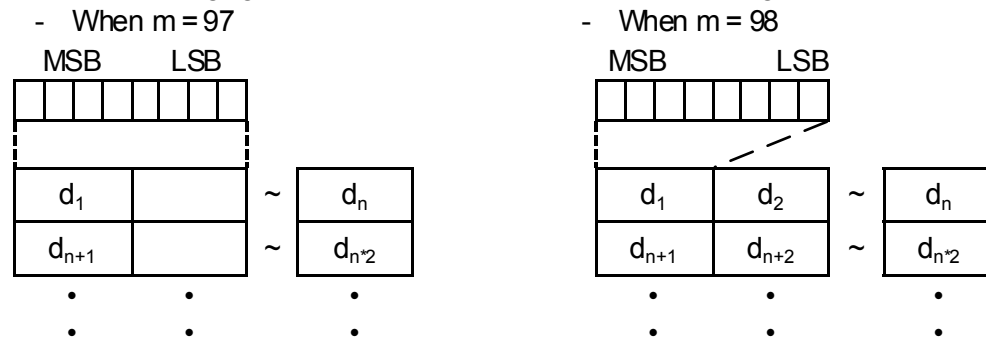 - When m = 97
MSB LSB
d1 ~ dn
dn+1 ~ dn*2
• • •
• • •
- When m = 98
MSB LSB
d1 d2 ~ dn
dn+1 dn+2 ~ dn*2
• • •
• • •